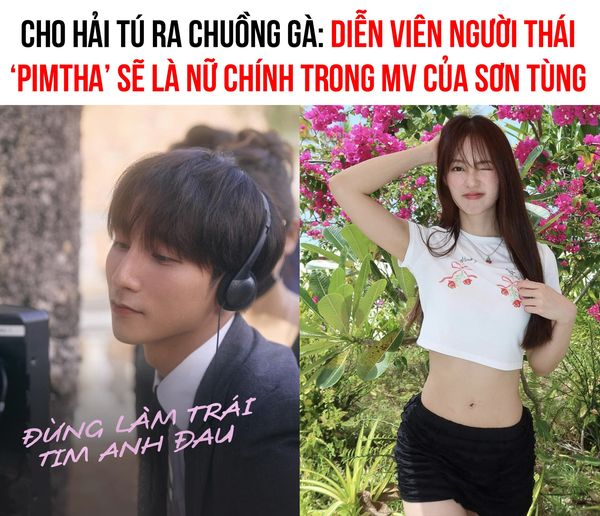 CHO HẢI TÚ RA CHUỒNG GÀ: DIỄN VIÊN NGƯỜI THÁI
‘PIMTHA’ SẼ LÀ NỮ CHÍNH TRONG MV CỦA SƠN TÙNG
ĐỪNG LÀM TRÁI
TIM ANH ĐAU